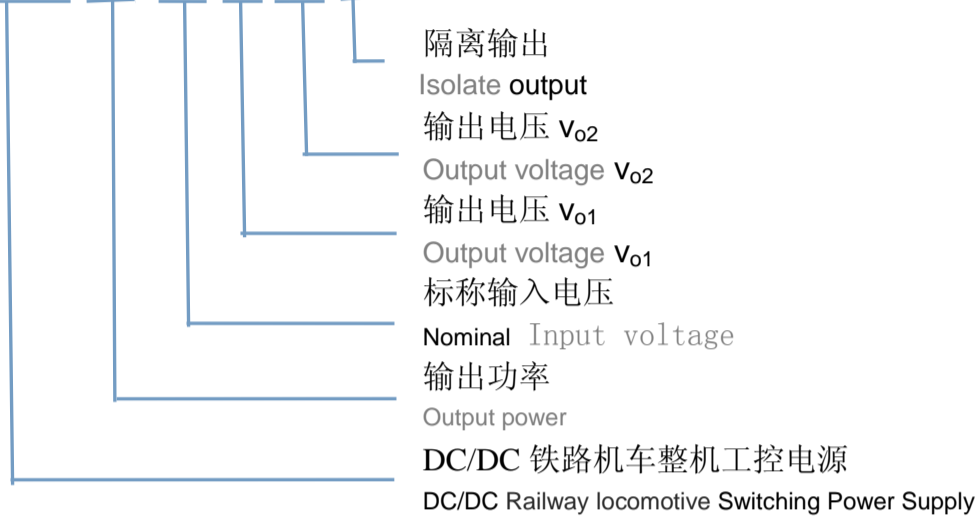 隔离输出
Isolate output
输出电压 vo2
Output voltage vo2
输出电压 vo1
Output voltage vo1
标称输入电压
Nominal Input voltage
输出功率
Output power
DC/DC 铁路机车整机工控电源
DC/DC Railway locomotive Switching Power Supply